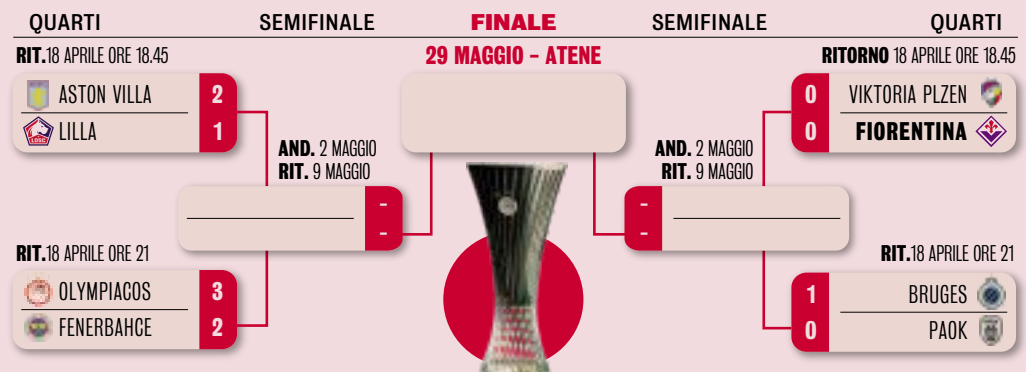 QUARTI SEMIFINALE FINALE SEMIFINALE QUARTI
RIT.18 APRILE ORE 18.45
29 MAGGIO – ATENE
RITORNO 18 APRILE ORE 18.45
ASTON VILLA 2
LILLA 1
0 VIKTORIA PLZEN
0 FIORENTINA
AND. 2 MAGGIO
RIT. 9 MAGGIO
AND. 2 MAGGIO
RIT. 9 MAGGIO
-
-
-
-
RIT.18 APRILE ORE 21
RIT.18 APRILE ORE 21
OLYMPIACOS 3
FENERBAHCE 2
1 BRUGES
0 PAOK